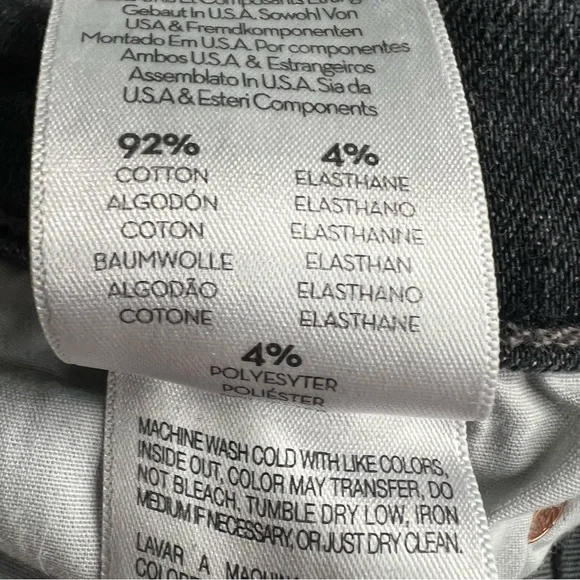 Gebaut In U.S.A. Sowohl Von
USA & Fremdkomponenten
Montado Em U.S.A. Por componentes
Ambos USA & Estrangeiros
Assemblato In U.S.A. Sia da
U.S.A & Esteri Components
92%
COTTON
ALGODÓN
COTON
BAUMWOLLE
ALGODÃO
COTONE
4%
ELASTHANE
ELASTHANO
ELASTHANNE
ELASTHAN
ELASTHANO
ELASTHANE
4%
POLYESYTER
POLIÉSTER
MACHINE WASH COLD WITH LIKE COLORS,
INSIDE OUT, COLOR MAY TRANSFER, DO
NOT BLEACH, TUMBLE DRY LOW, IRON
MEDIUM IF NECESSARY, OR JUST DRY CLEAN.
LAVAR A